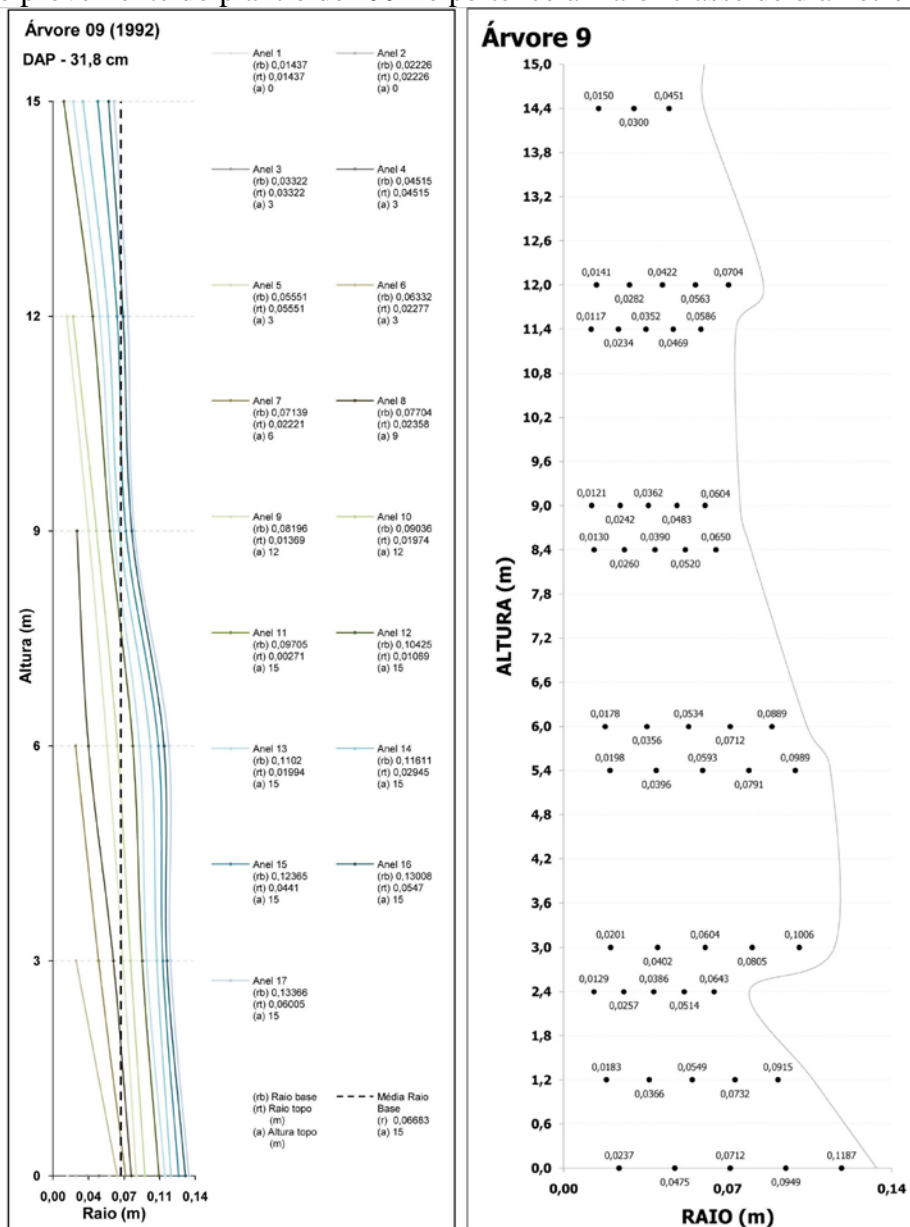 Árvore 09 (1992)
DAP - 31,8 cm
Anel 1
(rb) 0,01437
(rt) 0,01437
(a) 0
Anel 2
(rb) 0,02226
(rt) 0,02226
(a) 0
Anel 3
(rb) 0,03322
(rt) 0,03322
(a) 3
Anel 4
(rb) 0,04515
(rt) 0,04515
(a) 3
Anel 5
(rb) 0,05551
(rt) 0,05551
(a) 3
Anel 6
(rb) 0,06332
(rt) 0,02277
(a) 3
Anel 7
(rb) 0,07139
(rt) 0,02221
(a) 6
Anel 8
(rb) 0,07704
(rt) 0,02358
(a) 9
Anel 9
(rb) 0,08196
(rt) 0,01369
(a) 12
Anel 10
(rb) 0,09036
(rt) 0,01974
(a) 12
Anel 11
(rb) 0,09705
(rt) 0,00271
(a) 15
Anel 12
(rb) 0,10425
(rt) 0,01069
(a) 15
Anel 13
(rb) 0,1102
(rt) 0,01994
(a) 15
Anel 14
(rb) 0,11611
(rt) 0,02945
(a) 15
Anel 15
(rb) 0,12365
(rt) 0,0441
(a) 15
Anel 16
(rb) 0,13008
(rt) 0,0547
(a) 15
Anel 17
(rb) 0,13366
(rt) 0,06005
(a) 15
(rb) Raio base
(rt) Raio topo
(m)
(a) Altura topo
(m)
Média Raio
Base
(r) 0,06683
(a) 15
15
12
9
6
3
0
Altura (m)
0,00 0,04 0,07 0,11 0,14
Raio (m)
Árvore 9
15,0
14,4
13,8
13,2
12,6
12,0
11,4
10,8
10,2
9,6
9,0
8,4
7,8
7,2
6,6
6,0
5,4
4,8
4,2
3,6
3,0
2,4
1,8
1,2
0,6
0,0
ALTURA (m)
0,0150 0,0451
0,0300
0,0141 0,0422 0,0704
0,0282 0,0563
0,0117 0,0352 0,0586
0,0234 0,0469
0,0121 0,0362 0,0604
0,0242 0,0483
0,0130 0,0390 0,0650
0,0260 0,0520
0,0178 0,0534 0,0889
0,0356 0,0712
0,0198 0,0593 0,0989
0,0396 0,0791
0,0201 0,0604 0,1006
0,0402 0,0805
0,0129 0,0386 0,0643
0,0257 0,0514
0,0183 0,0549 0,0915
0,0366 0,0732
0,0237 0,0712 0,1187
0,0475 0,0949
0,00 0,07 0,14
RAIO (m)